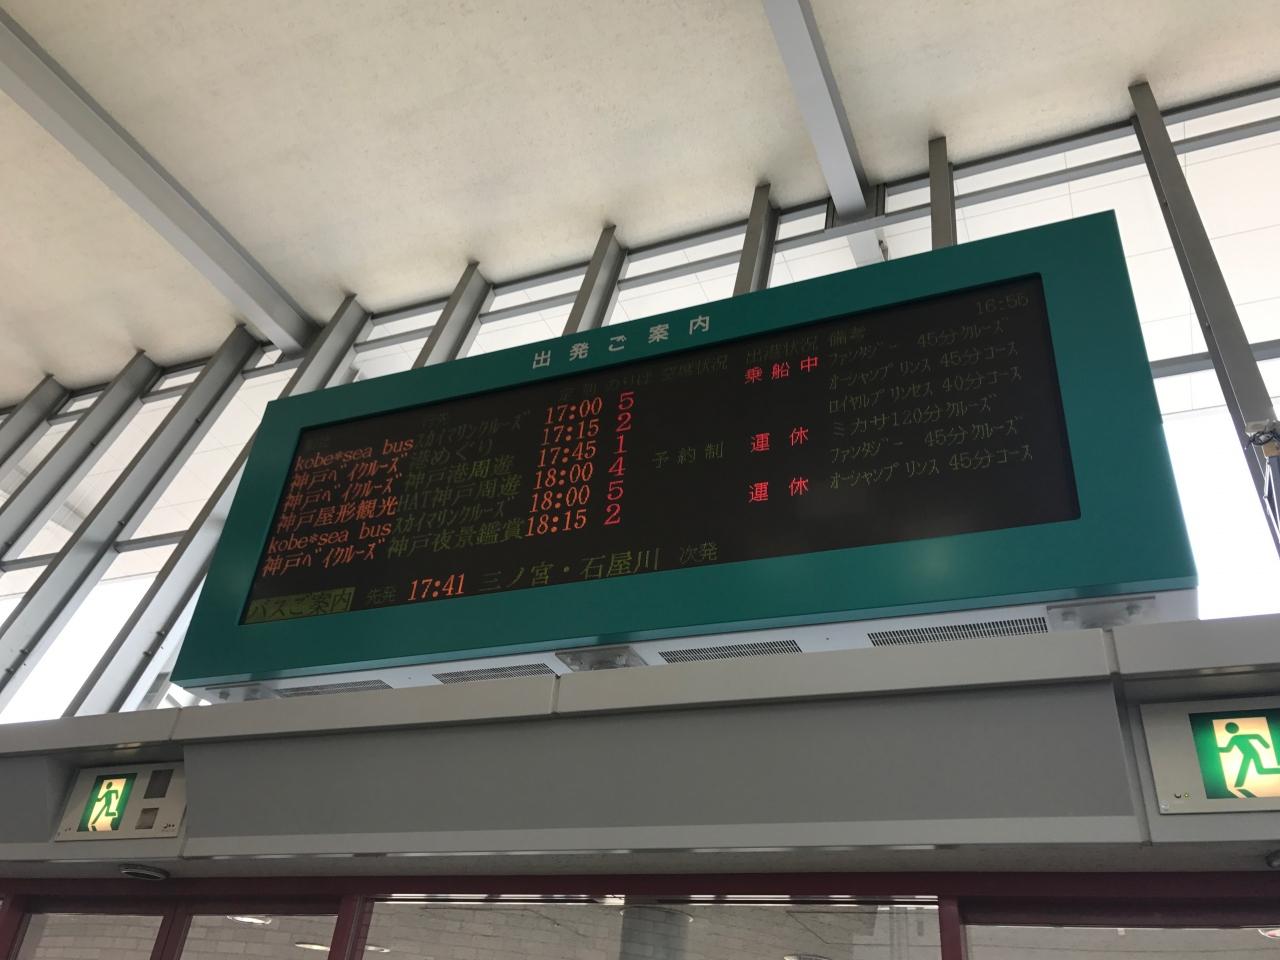 出発ご案内
16:56
行先 定刻 のりば 空席状況 出港状況 備考
kobe*sea bus スカイマリンクルーズ 17:00 5 乗船中 ファンタジー 45分クルーズ
神戸ベイクルーズ 港めぐり 17:15 2 オーシャンプリンス 45分コース
神戸ベイクルーズ 神戸港周遊 17:45 1 ロイヤルプリンセス 40分コース
神戸屋形観光 HAT神戸周遊 18:00 4 予約制 運休 ミカサ120分クルーズ
kobe*sea bus スカイマリンクルーズ 18:00 5 ファンタジー 45分クルーズ
神戸ベイクルーズ 神戸夜景鑑賞 18:15 2 運休 オーシャンプリンス 45分コース
バスご案内 先発 17:41 三ノ宮・石屋川 次発